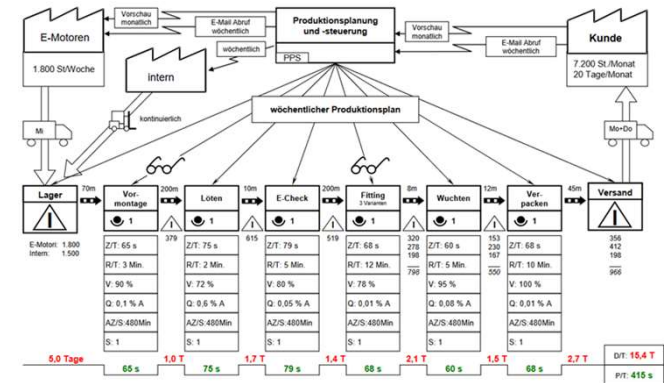 E-Motoren
1.800 St/Woche
Vorschau
monatlich
E-Mail Abruf
wöchentlich
wöchentlich
intern
Produktionsplanung
und -steuerung
PPS
Vorschau
monatlich
E-Mail Abruf
wöchentlich
Kunde
7.200 St./Monat
20 Tage/Monat
Mi
kontinuierlich
wöchentlicher Produktionsplan
Mo+Do
Lager
70m
Vor-
montage
1
200m
Löten
1
10m
E-Check
1
200m
Fitting
3 Varianten
1
8m
Wuchten
1
12m
Ver-
packen
1
45m
Versand
E-Motori: 1.800
Intern: 1.500
379
615
519
320
278
198
798
153
230
167
550
356
412
198
966
Z/T: 65 s
R/T: 3 Min.
V: 90 %
Q: 0,1 % A
AZ/S:480Min
S: 1
Z/T: 75 s
R/T: 2 Min.
V: 72 %
Q: 0,6 % A
AZ/S:480Min
S: 1
Z/T: 79 s
R/T: 5 Min.
V: 80 %
Q: 0,05 % A
AZ/S:480Min
S: 1
Z/T: 68 s
R/T: 12 Min.
V: 78 %
Q: 0,01 % A
AZ/S:480Min
S: 1
Z/T: 60 s
R/T: 5 Min.
V: 95 %
Q: 0,08 % A
AZ/S:480Min
S: 1
Z/T: 68 s
R/T: 10 Min.
V: 100 %
Q: 0,01 % A
AZ/S:480Min
S: 1
5,0 Tage
65 s
1,0 T
75 s
1,7 T
79 s
1,4 T
68 s
2,1 T
60 s
1,5 T
68 s
2,7 T
D/T: 15,4 T
P/T: 415 s